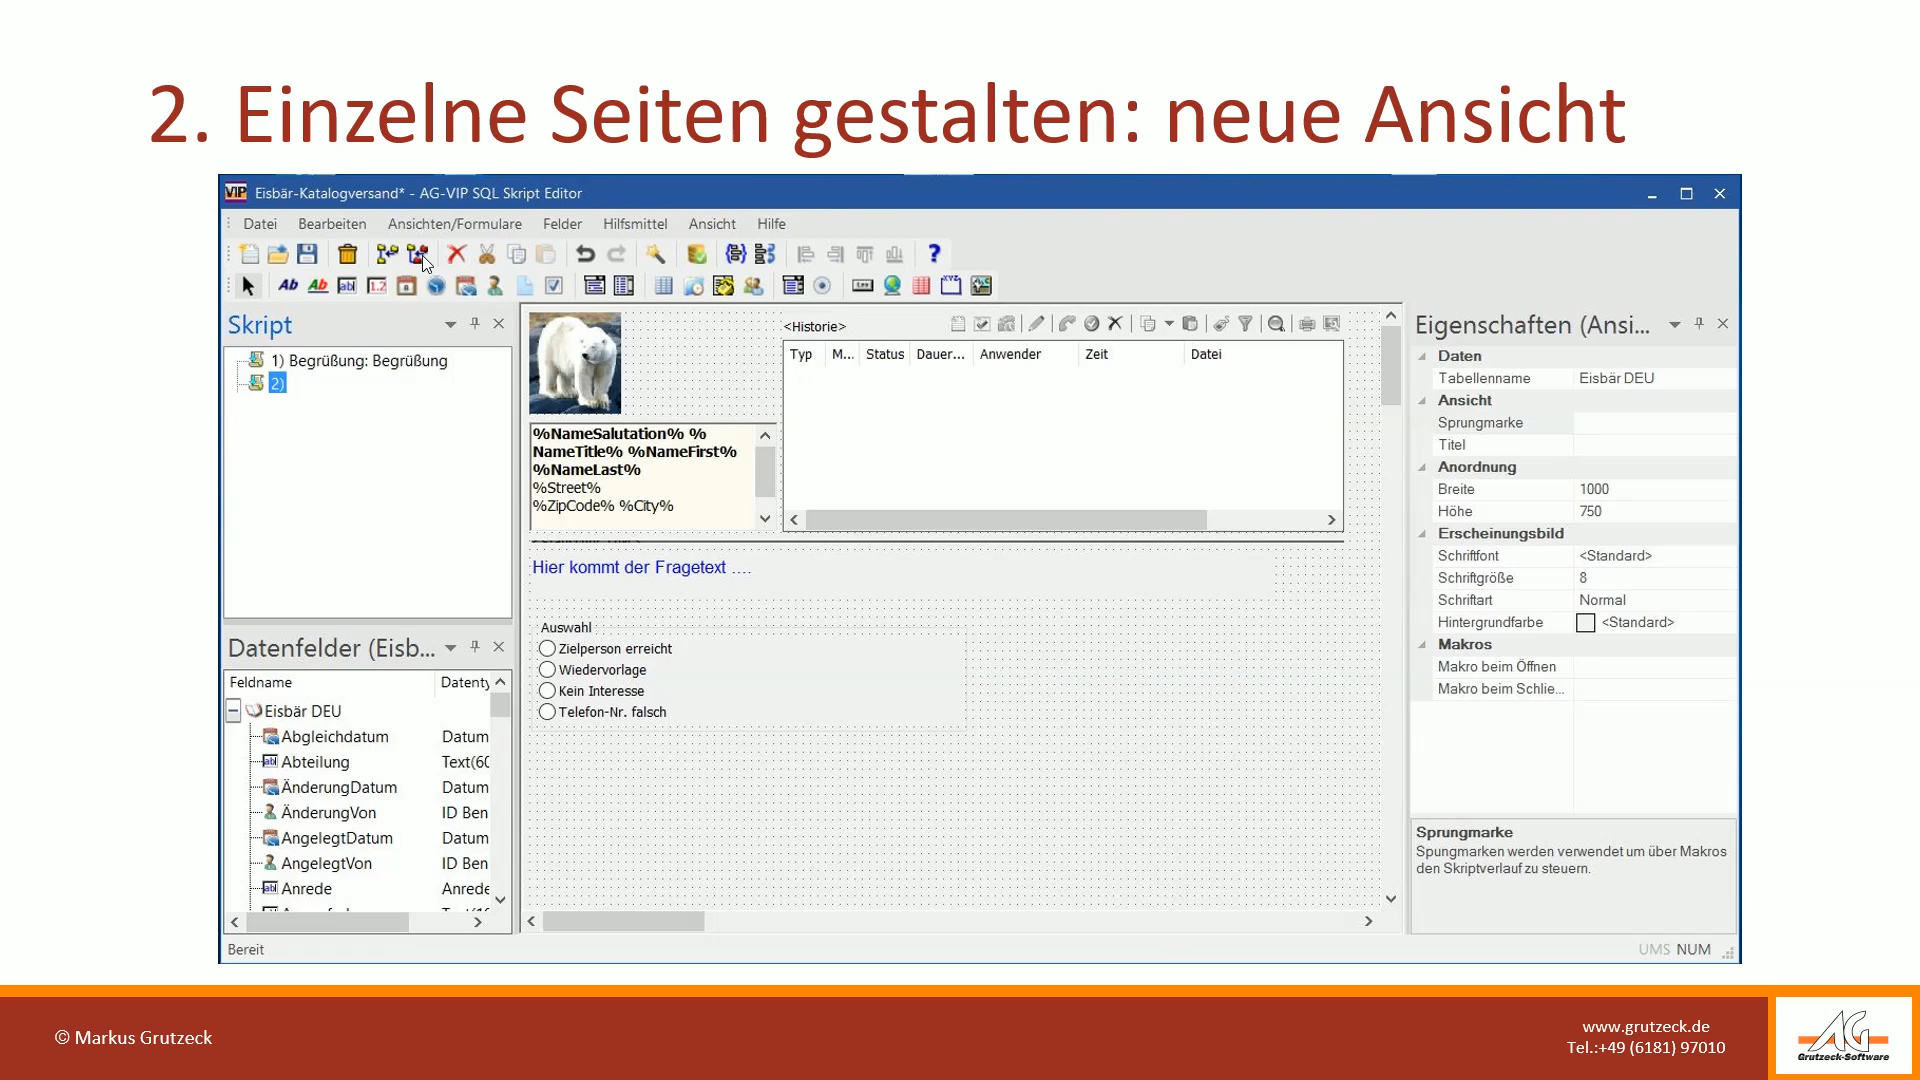 2. Einzelne Seiten gestalten: neue Ansicht
VIP Eisbär-Katalogversand* - AG-VIP SQL Skript Editor
Datei Bearbeiten Ansichten/Formulare Felder Hilfsmittel Ansicht Hilfe
Skript
1) Begrüßung: Begrüßung
2)
Datenfelder (Eisb...
Feldname Datenty
Eisbär DEU
Abgleichdatum Datum
Abteilung Text(60
ÄnderungDatum Datum
ÄnderungVon ID Ben
AngelegtDatum Datum
AngelegtVon ID Ben
Anrede Anrede
<Historie>
Typ M... Status Dauer... Anwender Zeit Datei
%NameSalutation% %
NameTitle% %NameFirst%
%NameLast%
%Street%
%ZipCode% %City%
Hier kommt der Fragetext ....
Auswahl
Zielperson erreicht
Wiedervorlage
Kein Interesse
Telefon-Nr. falsch
Eigenschaften (Ansi...
Daten
Tabellenname Eisbär DEU
Ansicht
Sprungmarke
Titel
Anordnung
Breite 1000
Höhe 750
Erscheinungsbild
Schriftfont <Standard>
Schriftgröße 8
Schriftart Normal
Hintergrundfarbe <Standard>
Makros
Makro beim Öffnen
Makro beim Schlie...
Sprungmarke
Spungmarken werden verwendet um über Makros
den Skriptverlauf zu steuern.
Bereit
UMS NUM
© Markus Grutzeck
www.grutzeck.de
Tel.:+49 (6181) 97010
AG
Grutzeck-Software